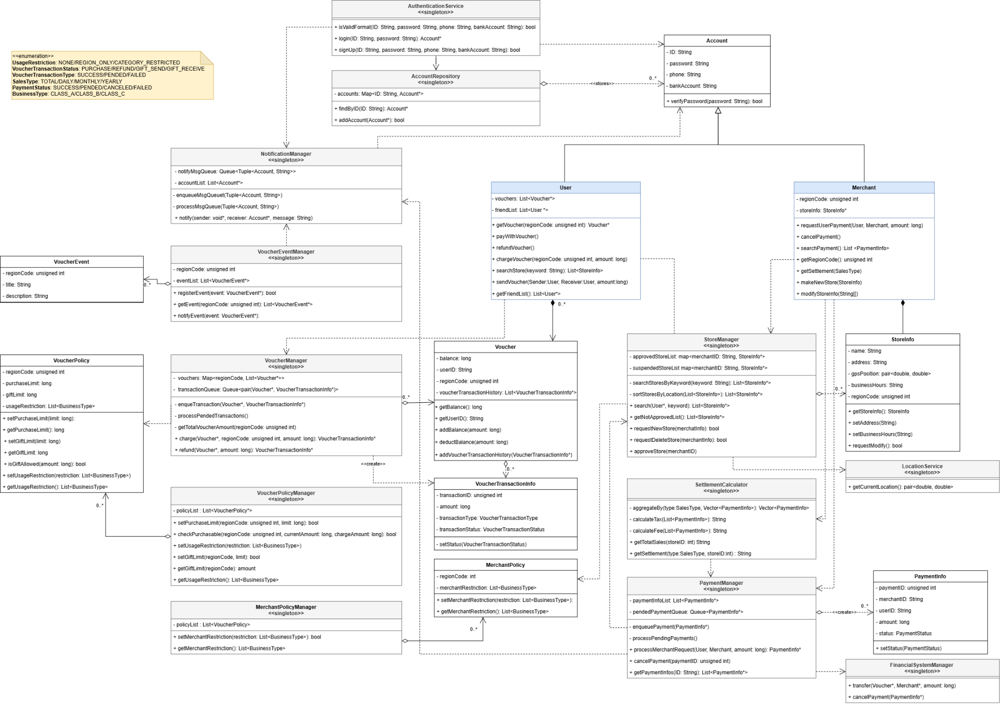 AuthenticationService
<<singleton>>
+ isValidFormat(ID: String, password: String, phone: String, bankAccount: String): bool
+ login(ID: String, password: String): Account*
+ signUp(ID: String, password: String, phone: String, bankAccount: String): bool
Account
- ID: String
- password: String
- phone: String
- bankAccount: String
+ verifyPassword(password: String): bool
<<enumeration>>
UsageRestriction: NONE/REGION_ONLY/CATEGORY_RESTRICTED
VoucherTransactionStatus: PURCHASE/REFUND/GIFT_SEND/GIFT_RECEIVE
VoucherTransactionType: SUCCESS/PENDED/FAILED
SalesType: TOTAL/DAILY/MONTHLY/YEARLY
PaymentStatus: SUCCESS/PENDED/CANCELED/FAILED
BusinessType: CLASS_A/CLASS_B/CLASS_C
AccountRepository
<<singleton>>
- accounts: Map<ID: String, Account*>
+ findByID(ID: String): Account*
+ addAccount(Account*): bool
<<stores>>
0..*
NotificationManager
<<singleton>>
- notifyMsgQueue: Queue<Tuple<Account, String>>
- accountList: List<Account*>
- enqueueMsgQueuet(Tuple<Account, String>)
- processMsgQueue(Tuple<Account, String>)
+ notify(sender: void*, receiver: Account*, message: String)
User
- vouchers: List<Voucher*>
- friendList: List<User *>
+ getVoucher(regionCode: unsigned int): Voucher*
+ payWithVoucher()
+ refundVoucher()
+ chargeVoucher(regionCode: unsigned int, amount: long)
+ searchStore(keyword: String): List<StoreInfo>
+ sendVoucher(Sender:User, Receiver:User, amount:long)
+ getFriendList(): List<User*>
0..*
Merchant
- regionCode: unsigned int
- storeInfo: StoreInfo*
+ requestUserPayment(User, Merchant, amount: long)
+ cancelPayment()
+ searchPayment() :List <PaymentInfo>
+ getRegionCode(): unsigned int
+ getSettlement(SalesType)
+ makeNewStore(StoreInfo)
+ modifyStoreInfo(String[])
VoucherEvent
- regionCode: unsigned int
- title: String
- description: String
0..*
VoucherEventManager
<<singleton>>
- regionCode: unsigned int
- eventList: List<VoucherEvent*>
+ registerEvent(event: VoucherEvent*): bool
+ getEvent(regionCode: unsigned int): List<VoucherEvent*>
+ notifyEvent(event: VoucherEvent*):
VoucherPolicy
- regionCode: unsigned int
- purchaseLimit: long
- giftLimit: long
- usageRestriction: List<BusinessType>
+ setPurchaseLimit(limit: long):
+ getPurchaseLimit(): long
+ setGiftLimit(limit: long)
+ getGiftLimit: long
+ isGiftAllowed(amount: long): bool
+ setUsageRestriction(restriction: List<BusinessType>)
+ getUsageRestriction(): List<BusinessType>
0..*
VoucherManager
<<singleton>>
- vouchers: Map<regionCode, List<Voucher*>>
- transactionQueue: Queue<pair(Voucher*, VoucherTransactionInfo*)>
- enqueTransaction(Voucher*, VoucherTransactionInfo*)
- processPendedTransactions()
- getTotalVoucherAmount(regionCode: unsigned int)
+ charge(Voucher*, regionCode: unsigned int, amount: long): VoucherTransactionInfo*
+ refund(Voucher*, amount: long): VoucherTransactionInfo*
0..*
<<create>>
Voucher
- balance: long
- userID: String
- regionCode: unsigned int
- voucherTransactionHistory: List<VoucherTransactionInfo*>
+ getBalance(): long
+ getUserID(): String
+ addBalance(amount: long)
+ deductBalance(amount: long)
+ addVoucherTransactionHistory(VoucherTransactionInfo*)
0..*
StoreManager
<<singleton>>
- approvedStoreList: map<merchantID: String, StoreInfo*>
- suspendedStoreList map<merchantID: String, StoreInfo*>
- searchStoresByKeyword(keyword: String): List<StoreInfo*>
- sortStoresByLocation(List<StoreInfo>): List<StoreInfo*>
+ search(User*, keyword): List<StoreInfo*>
+ getNotApprovedList(): List<StoreInfo*>
+ requestNewStore(merchatInfo): bool
+ requestDeleteStore(merchantInfo): bool
+ approveStore(merchantID)
0..*
StoreInfo
- name: String
- address: String
- gpsPosition: pair<double, double>
- businessHours: String
- regionCode: unsigned int
+ getStoreInfo(): StoreInfo
+ setAddress(String)
+ setBusinessHours(String)
+ requestModify(): bool
LocationService
<<singleton>>
+ getCurrentLocation(): pair<double, double>
VoucherPolicyManager
<<singleton>>
- policyList : List<VoucherPolicy*>
+ setPurchaseLimit(regionCode: unsigned int, limit: long): bool
+ checkPurchasable(regionCode: unsigned int, currentAmount: long, chargeAmount: long): bool
+ setUsageRestriction(restriction: List<BusinessType>)
+ setGiftLimit(regionCode, limit): bool
+ getGiftLimit(regionCode): amount
+ getUsageRestriction(): List<BusinessType>
VoucherTransactionInfo
- transactionID: unsigned int
- amount: long
- transactionType: VoucherTransactionType
- transactionStatus: VoucherTransactionStatus
- setStatus(VoucherTransactionStatus)
SettlementCalculator
<<singleton>>
- aggregateBy(type:SalesType, Vector<PaymentInfo>): Vector<PaymentInfo>
- calculateTax(List<PaymentInfo>): String
- calculateFee(List<PaymentInfo>): String
+ getTotalSales(storeID: int) String
+ getSettlement(type:SalesType, storeID:int) : String
MerchantPolicy
- regionCode: int
- merchantRestriction: List<BusinessType>
+ setMerchantRestriction(restriction: List<BusinessType>):
+ getMerchantRestriction(): List<BusinessType>
MerchantPolicyManager
<<singleton>>
- policyList : List<VoucherPolicy>
+ setMerchantRestriction(restriction: List<BusinessType>): bool
+ getMerchantRestriction(): List<BusinessType>
0..*
PaymentManager
<<singleton>>
- paymentInfoList: List<PaymentInfo*>
- pendedPaymentQueue: Queue<PaymentInfo*>
- enqueuePayment(PaymentInfo*)
- processPendingPayments()
+ processMerchantRequest(User, Merchant, amount: long): PaymentInfo*
+ cancelPayment(paymentID: unsigned int)
+ getPaymentInfos(ID: String): List<PaymentInfo*>
<<create>>
0..*
PaymentInfo
- paymentID: unsigned int
- merchantID: String
- userID: String
- amount: long
- status: PaymentStatus
+ setStatus(PaymentStatus)
FinancialSystemManager
<<singleton>>
+ transfer(Voucher*, Merchant*, amount: long)
+ cancelPayment(PaymentInfo*)